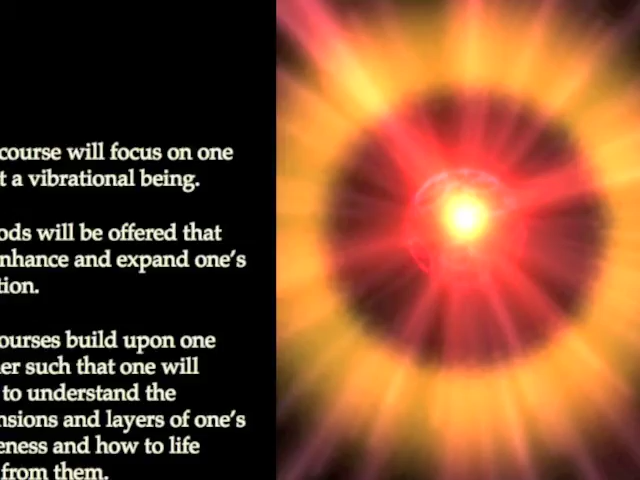 course will focus on one
t a vibrational being.
ods will be offered that
nhance and expand one's
tion.
ourses build upon one
er such that one will
to understand the
nsions and layers of one's
eness and how to life
from them.